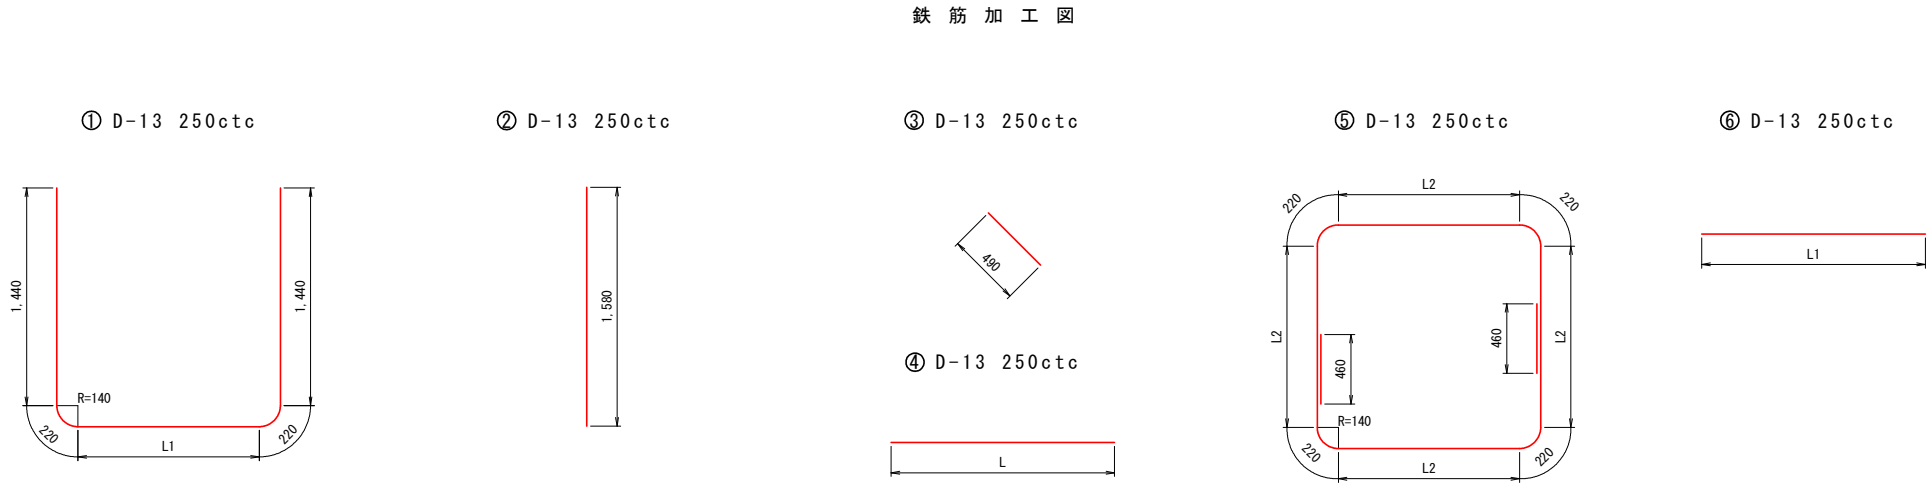 鉄筋加工図
① D-13 250ctc
② D-13 250ctc
③ D-13 250ctc
⑤ D-13 250ctc
⑥ D-13 250ctc
1,440
1,440
R=140
220
220
L1
1,580
490
④ D-13 250ctc
L
220
L2
220
L2
L2
460
460
R=140
220
220
L2
L1